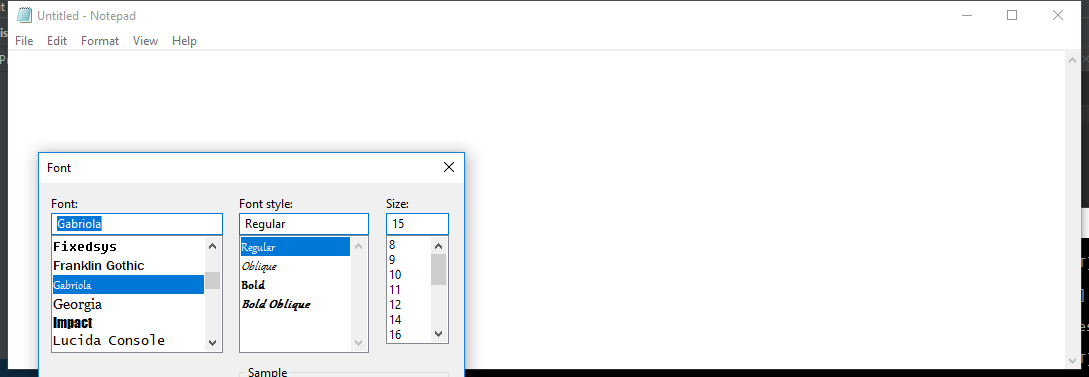 Untitled - Notepad
File Edit Format View Help
Font
Font: Font style: Size:
Gabriola Regular 15
Fixedsys Regular 8
Franklin Gothic Oblique 9
Gabriola Bold 10
Georgia Bold Oblique 11
Impact 12
Lucida Console 14
16
Sample